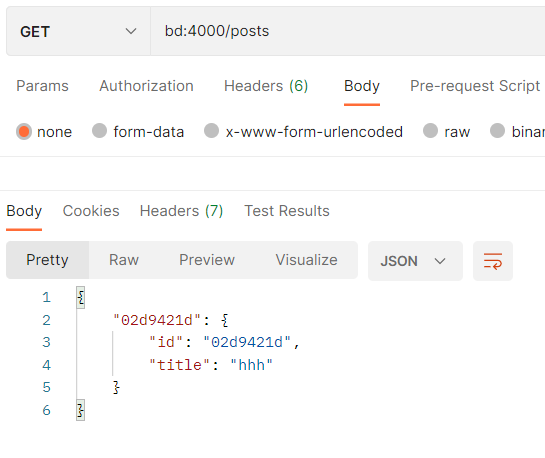 GET bd:4000/posts
Params Authorization Headers (6) Body Pre-request Script
none form-data x-www-form-urlencoded raw binar
Body Cookies Headers (7) Test Results
Pretty Raw Preview Visualize JSON
1 {
2 "02d9421d": {
3 "id": "02d9421d",
4 "title": "hhh"
5 }
6 }